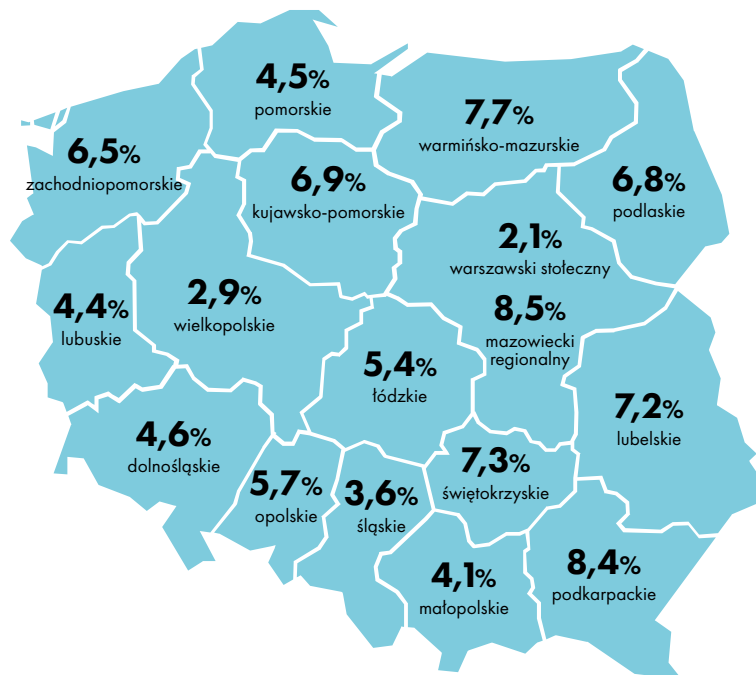 4,5%
pomorskie
7,7%
warmińsko-mazurskie
6,5%
zachodniopomorskie
6,9%
kujawsko-pomorskie
6,8%
podlaskie
2,1%
warszawski stołeczny
4,4%
lubuskie
2,9%
wielkopolskie
8,5%
mazowiecki
regionalny
5,4%
łódzkie
7,2%
lubelskie
4,6%
dolnośląskie
5,7%
opolskie
3,6%
śląskie
7,3%
świętokrzyskie
4,1%
małopolskie
8,4%
podkarpackie